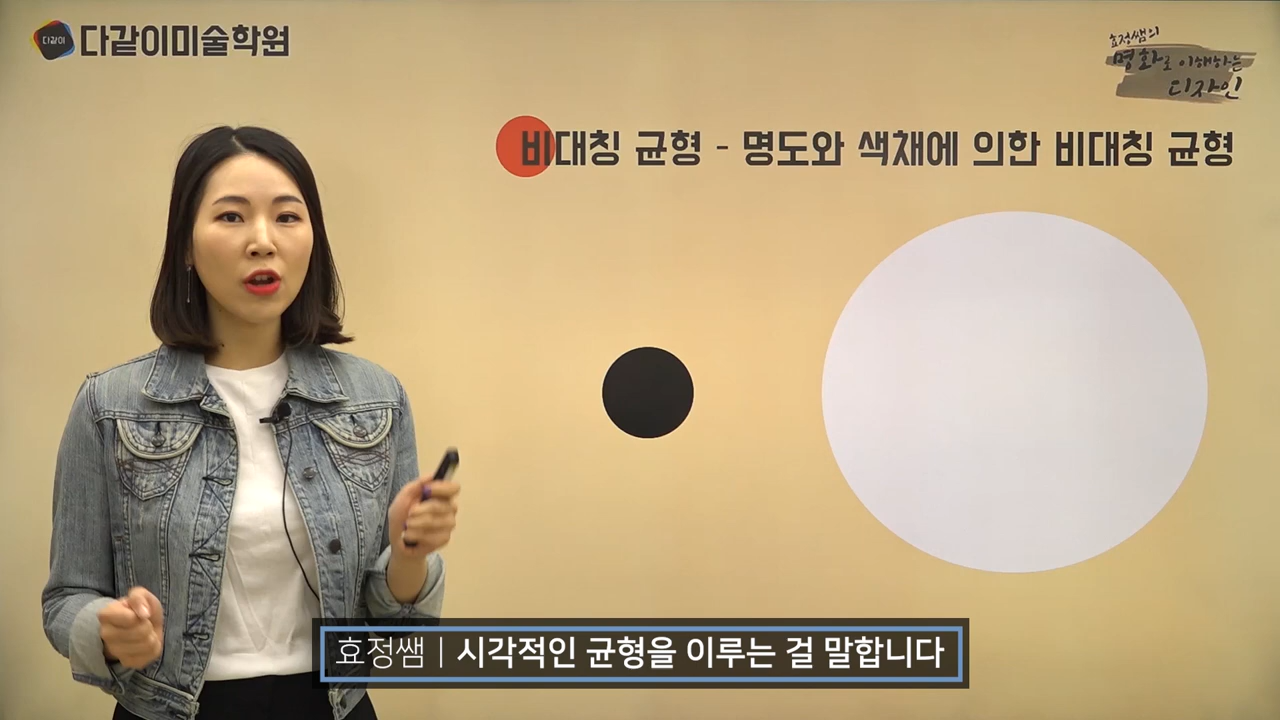 다같이
다같이미술학원
효정쌤의
명화로 이해하는
디자인
비대칭 균형 - 명도와 색채에 의한 비대칭 균형
효정쌤 | 시각적인 균형을 이루는 걸 말합니다